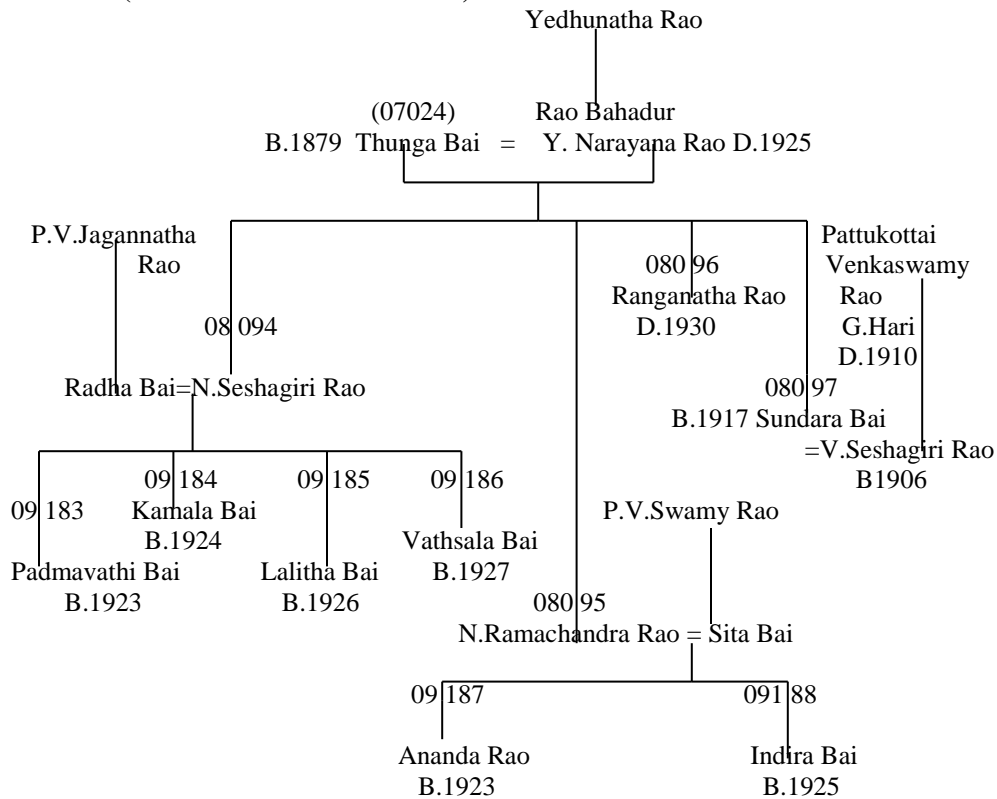 Yedhunatha Rao
(07024) Rao Bahadur
B.1879 Thunga Bai = Y. Narayana Rao D.1925
P.V.Jagannatha
Rao
Pattukottai
Venkaswamy
Rao
G.Hari
D.1910
080 96
Ranganatha Rao
D.1930
08 094
Radha Bai=N.Seshagiri Rao
080 97
B.1917 Sundara Bai
=V.Seshagiri Rao
B1906
09 183
Padmavathi Bai
B.1923
09 184
Kamala Bai
B.1924
09 185
Lalitha Bai
B.1926
09 186
Vathsala Bai
B.1927
P.V.Swamy Rao
080 95
N.Ramachandra Rao = Sita Bai
09 187
Ananda Rao
B.1923
091 88
Indira Bai
B.1925